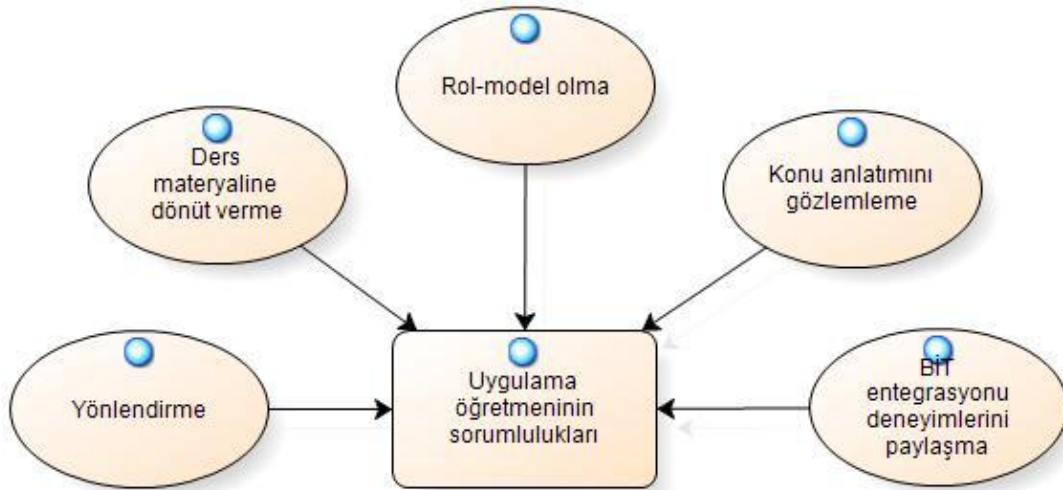 Rol-model olma
Ders
materyaline
dönüt verme
Konu anlatımını
gözlemleme
Yönlendirme
Uygulama
öğretmeninin
sorumlulukları
BİT
entegrasyonu
deneyimlerini
paylaşma